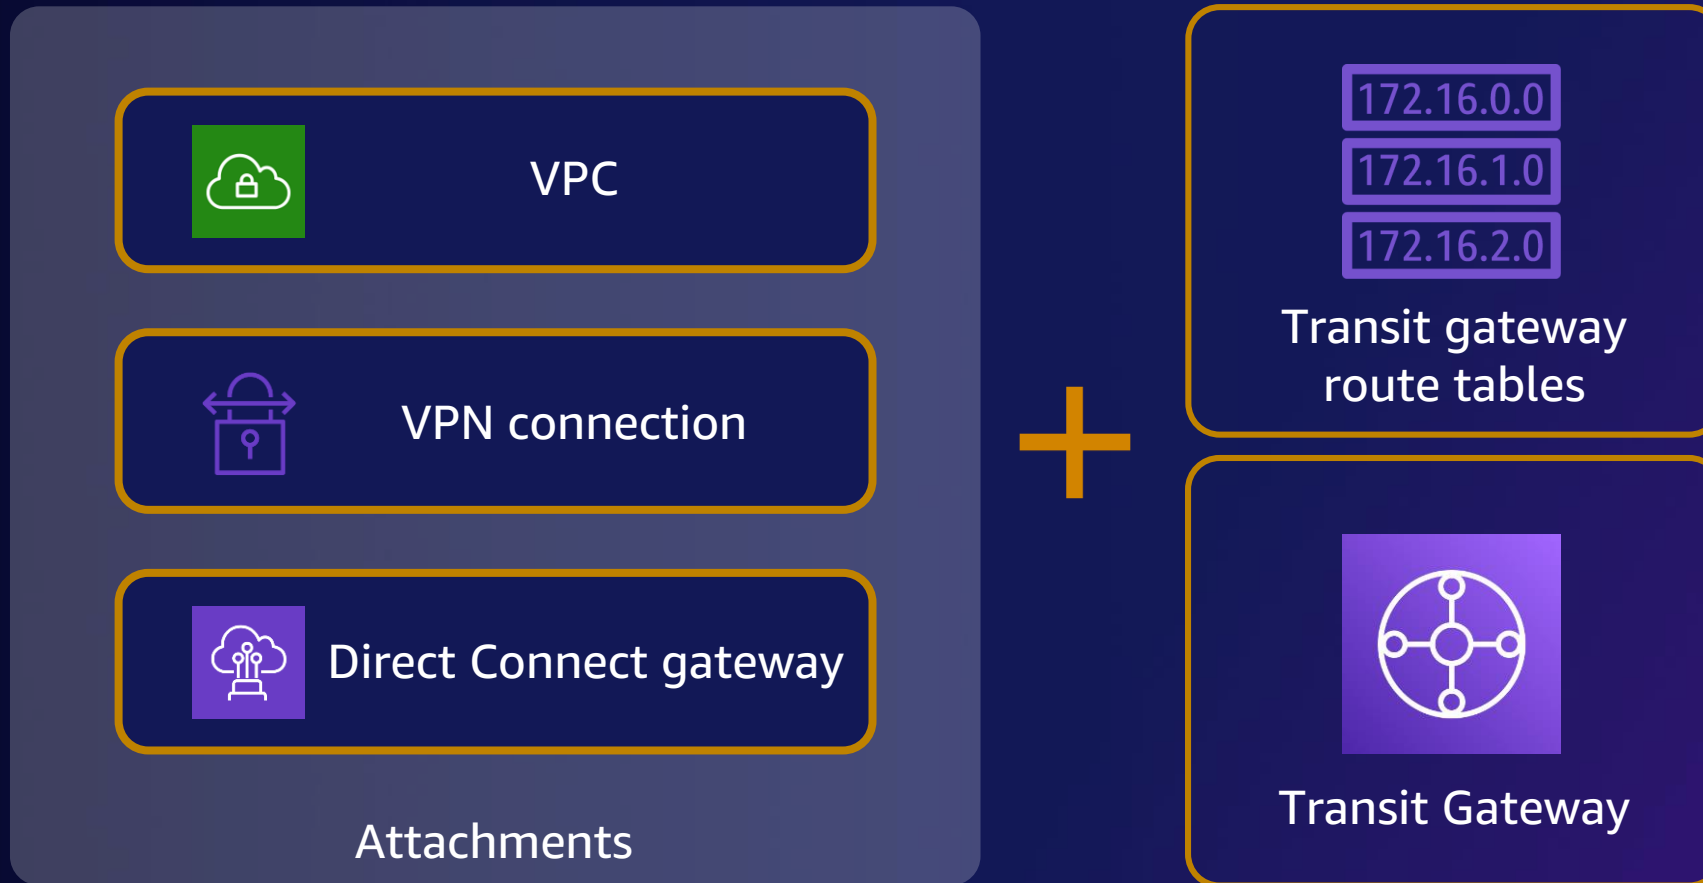 VPC
VPN connection
Direct Connect gateway
Attachments
172.16.0.0
172.16.1.0
172.16.2.0
Transit gateway
route tables
Transit Gateway